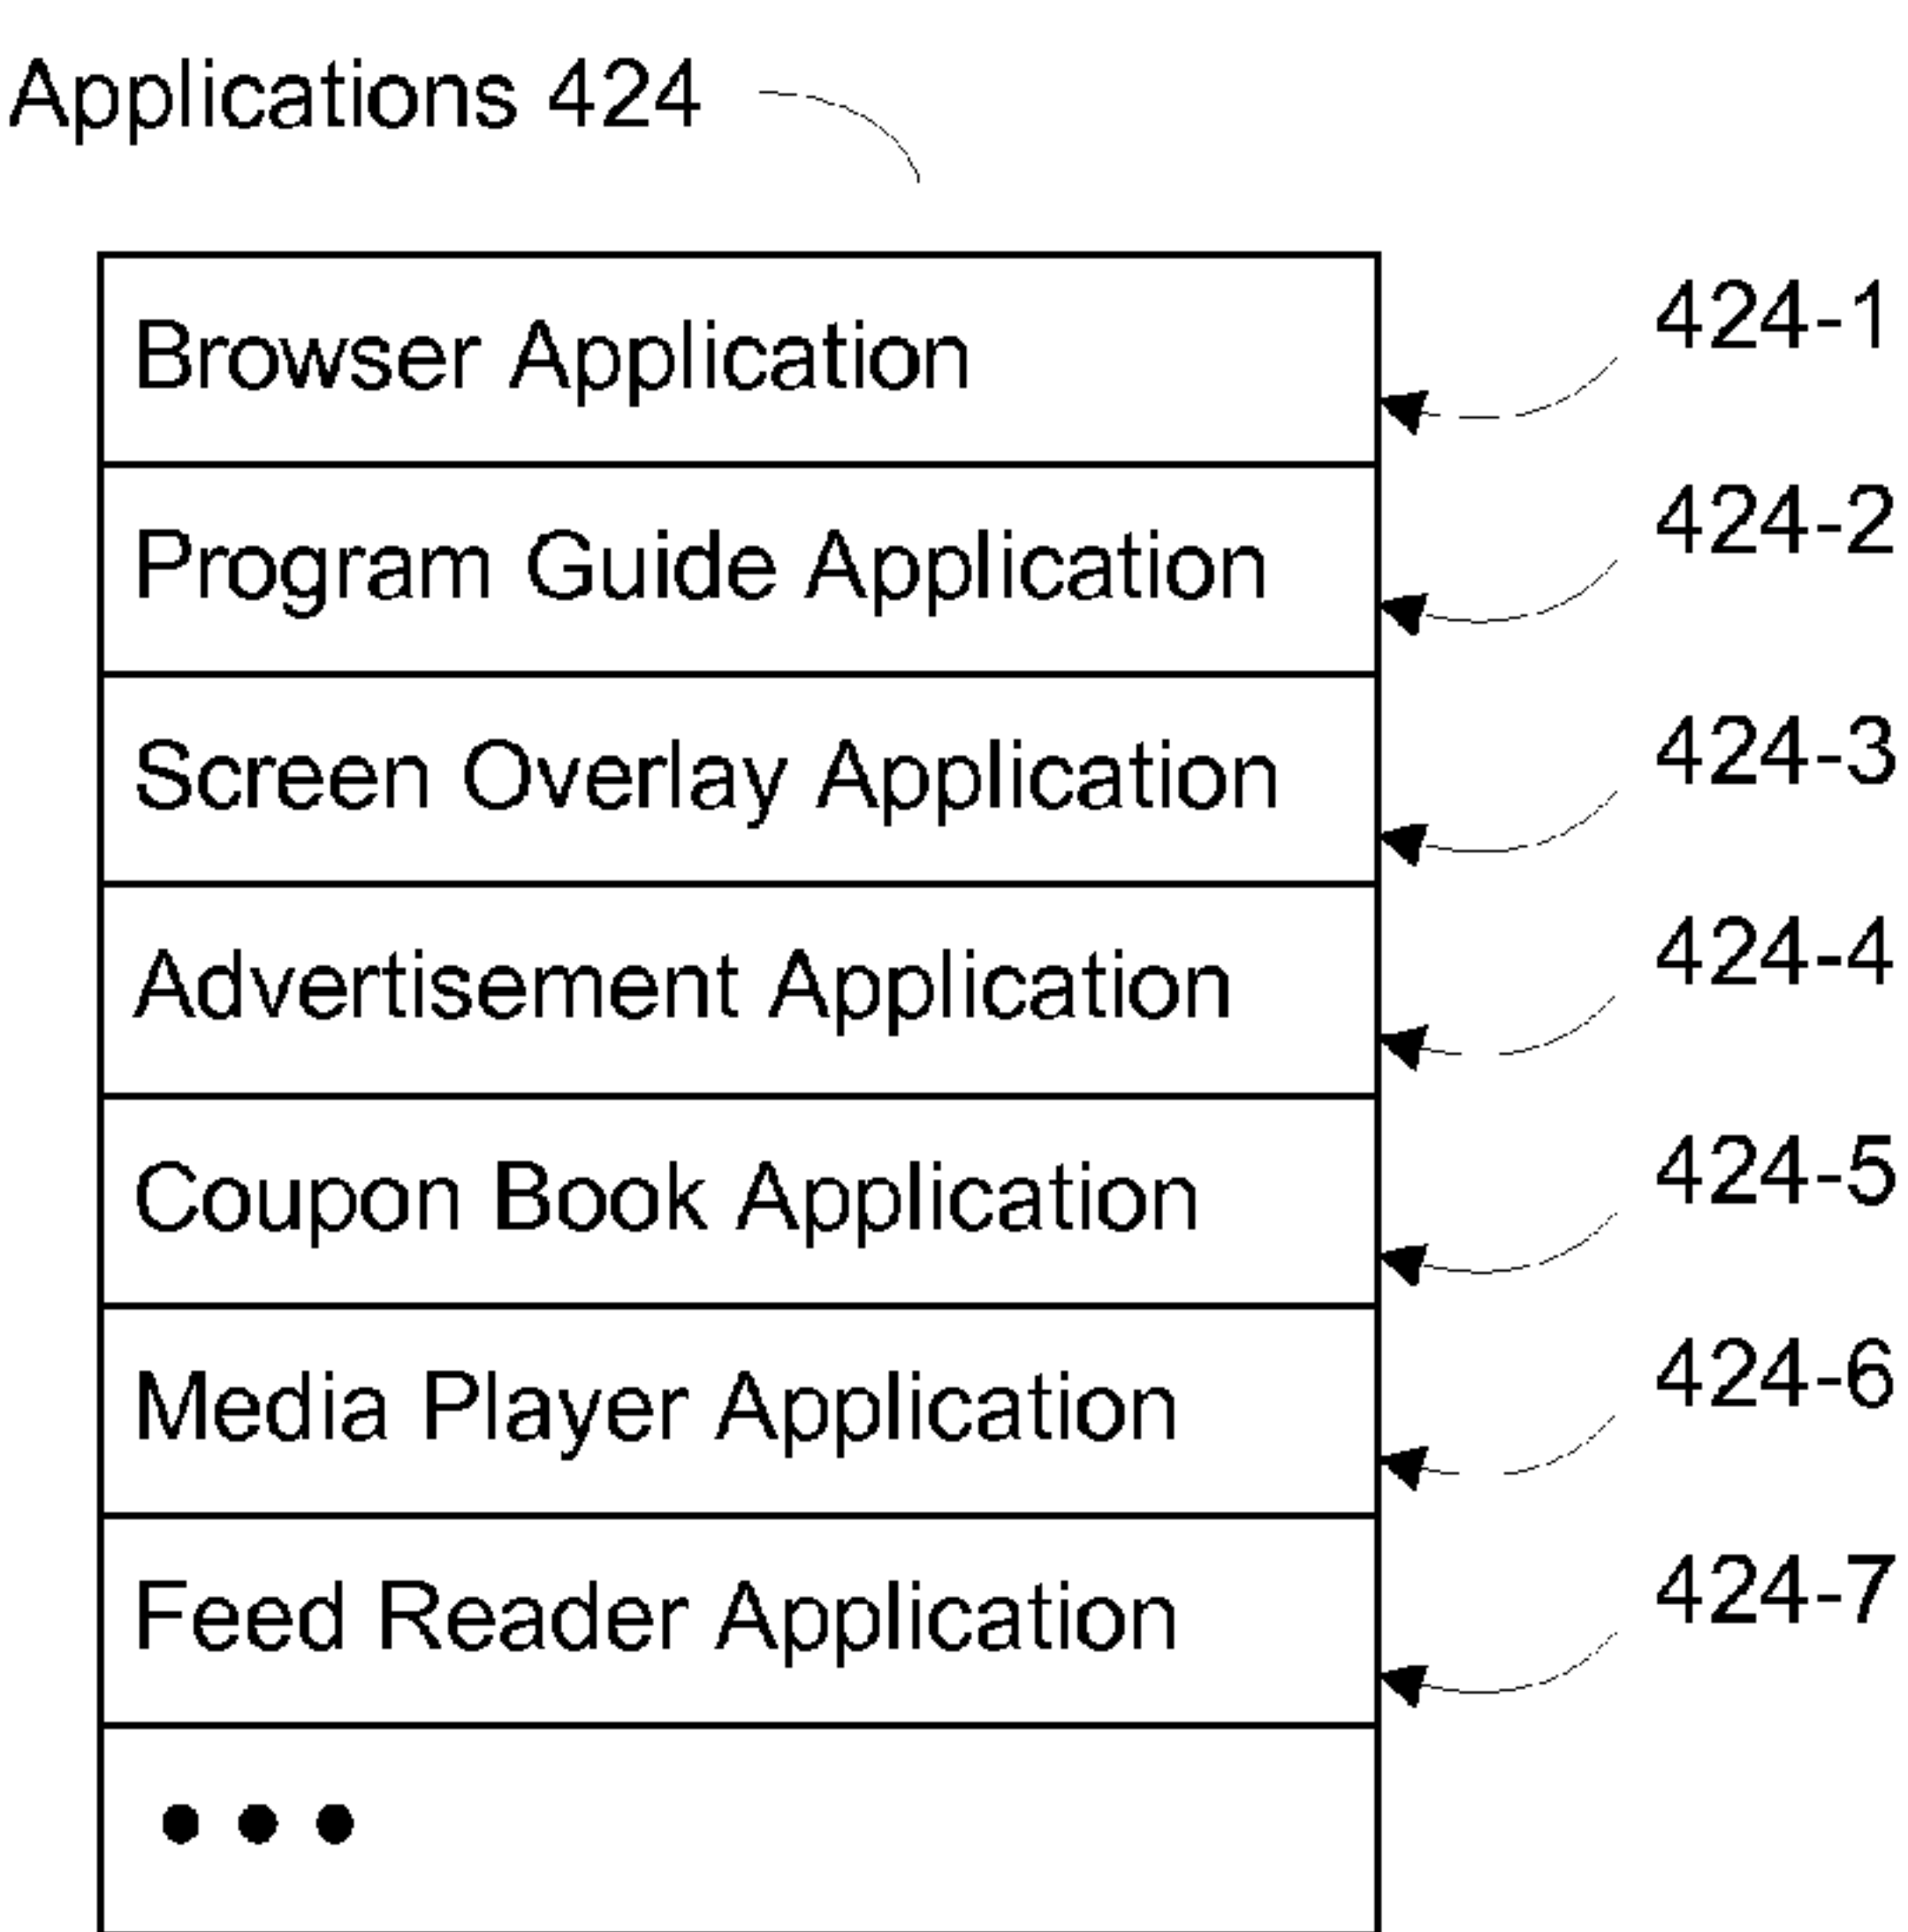 Applications 424
Browser Application 424-1
Program Guide Application 424-2
Screen Overlay Application 424-3
Advertisement Application 424-4
Coupon Book Application 424-5
Media Player Application 424-6
Feed Reader Application 424-7
● ● ●